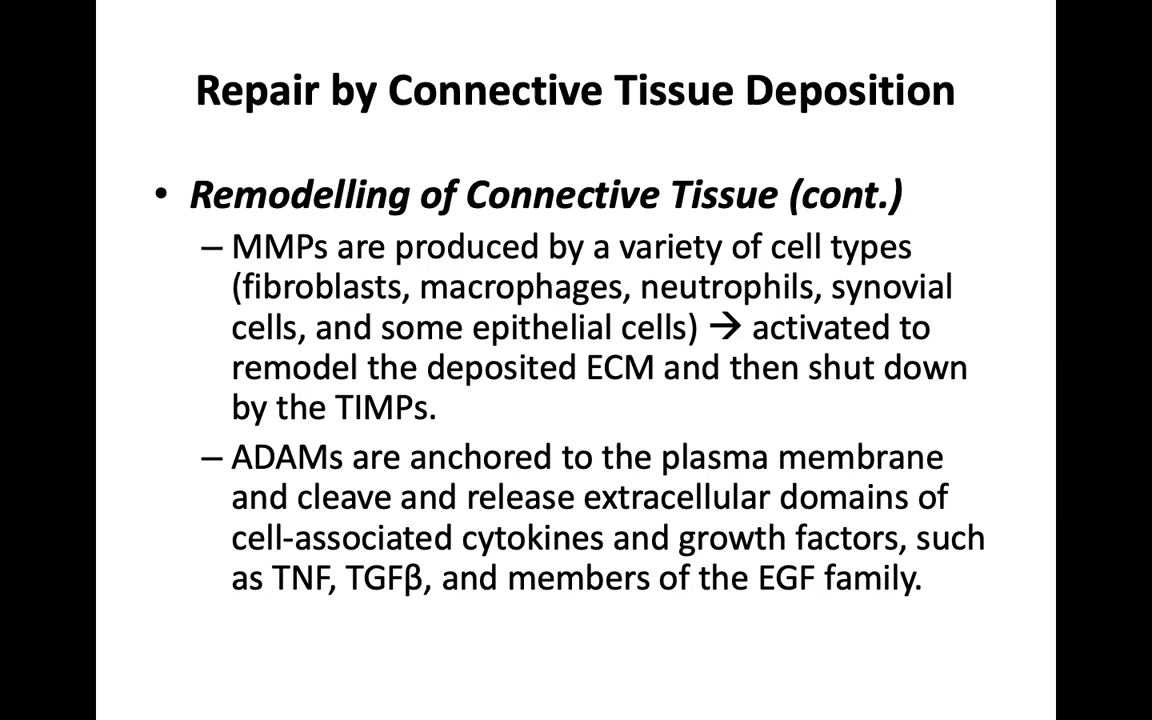 Repair by Connective Tissue Deposition
• Remodelling of Connective Tissue (cont.)
– MMPs are produced by a variety of cell types
(fibroblasts, macrophages, neutrophils, synovial
cells, and some epithelial cells) → activated to
remodel the deposited ECM and then shut down
by the TIMPs.
– ADAMs are anchored to the plasma membrane
and cleave and release extracellular domains of
cell-associated cytokines and growth factors, such
as TNF, TGFβ, and members of the EGF family.